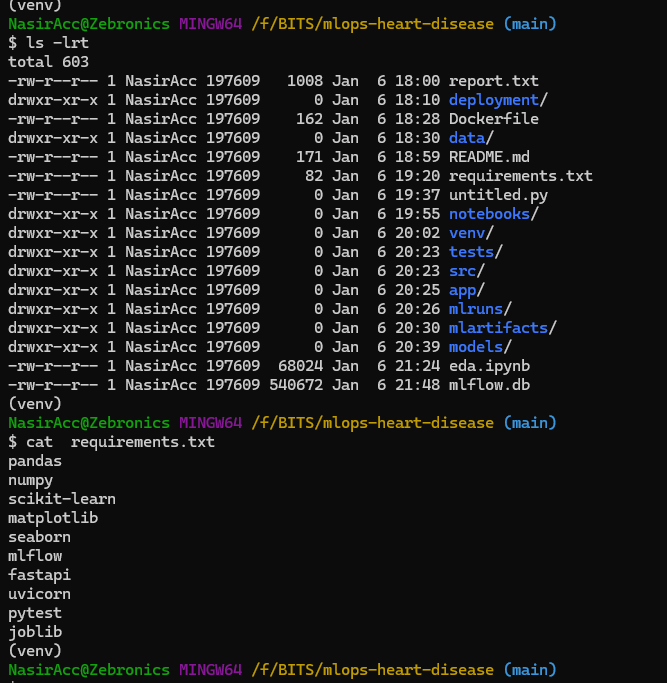 (venv)
NasirAcc@Zebronics MINGW64 /f/BITS/mlops-heart-disease (main)
$ ls -lrt
total 603
-rw-r--r-- 1 NasirAcc 197609   1008 Jan  6 18:00 report.txt
drwxr-xr-x 1 NasirAcc 197609      0 Jan  6 18:10 deployment/
-rw-r--r-- 1 NasirAcc 197609    162 Jan  6 18:28 Dockerfile
drwxr-xr-x 1 NasirAcc 197609      0 Jan  6 18:30 data/
-rw-r--r-- 1 NasirAcc 197609    171 Jan  6 18:59 README.md
-rw-r--r-- 1 NasirAcc 197609     82 Jan  6 19:20 requirements.txt
-rw-r--r-- 1 NasirAcc 197609      0 Jan  6 19:37 untitled.py
drwxr-xr-x 1 NasirAcc 197609      0 Jan  6 19:55 notebooks/
drwxr-xr-x 1 NasirAcc 197609      0 Jan  6 20:02 venv/
drwxr-xr-x 1 NasirAcc 197609      0 Jan  6 20:23 tests/
drwxr-xr-x 1 NasirAcc 197609      0 Jan  6 20:23 src/
drwxr-xr-x 1 NasirAcc 197609      0 Jan  6 20:25 app/
drwxr-xr-x 1 NasirAcc 197609      0 Jan  6 20:26 mlruns/
drwxr-xr-x 1 NasirAcc 197609      0 Jan  6 20:30 mlartifacts/
drwxr-xr-x 1 NasirAcc 197609      0 Jan  6 20:39 models/
-rw-r--r-- 1 NasirAcc 197609  68024 Jan  6 21:24 eda.ipynb
-rw-r--r-- 1 NasirAcc 197609 540672 Jan  6 21:48 mlflow.db
(venv)
NasirAcc@Zebronics MINGW64 /f/BITS/mlops-heart-disease (main)
$ cat  requirements.txt
pandas
numpy
scikit-learn
matplotlib
seaborn
mlflow
fastapi
uvicorn
pytest
joblib
(venv)
NasirAcc@Zebronics MINGW64 /f/BITS/mlops-heart-disease (main)